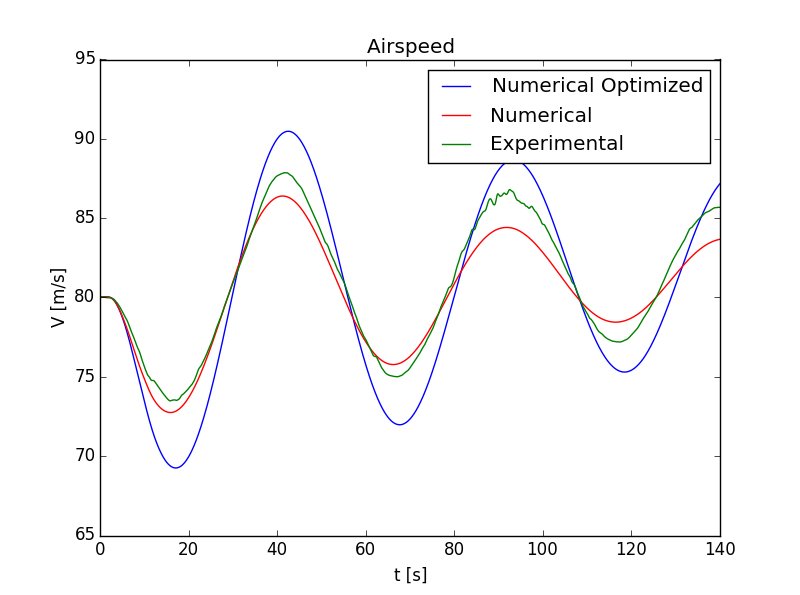 Airspeed
95
90
85
80
75
70
65
V [m/s]
Numerical Optimized
Numerical
Experimental
0 20 40 60 80 100 120 140
t [s]